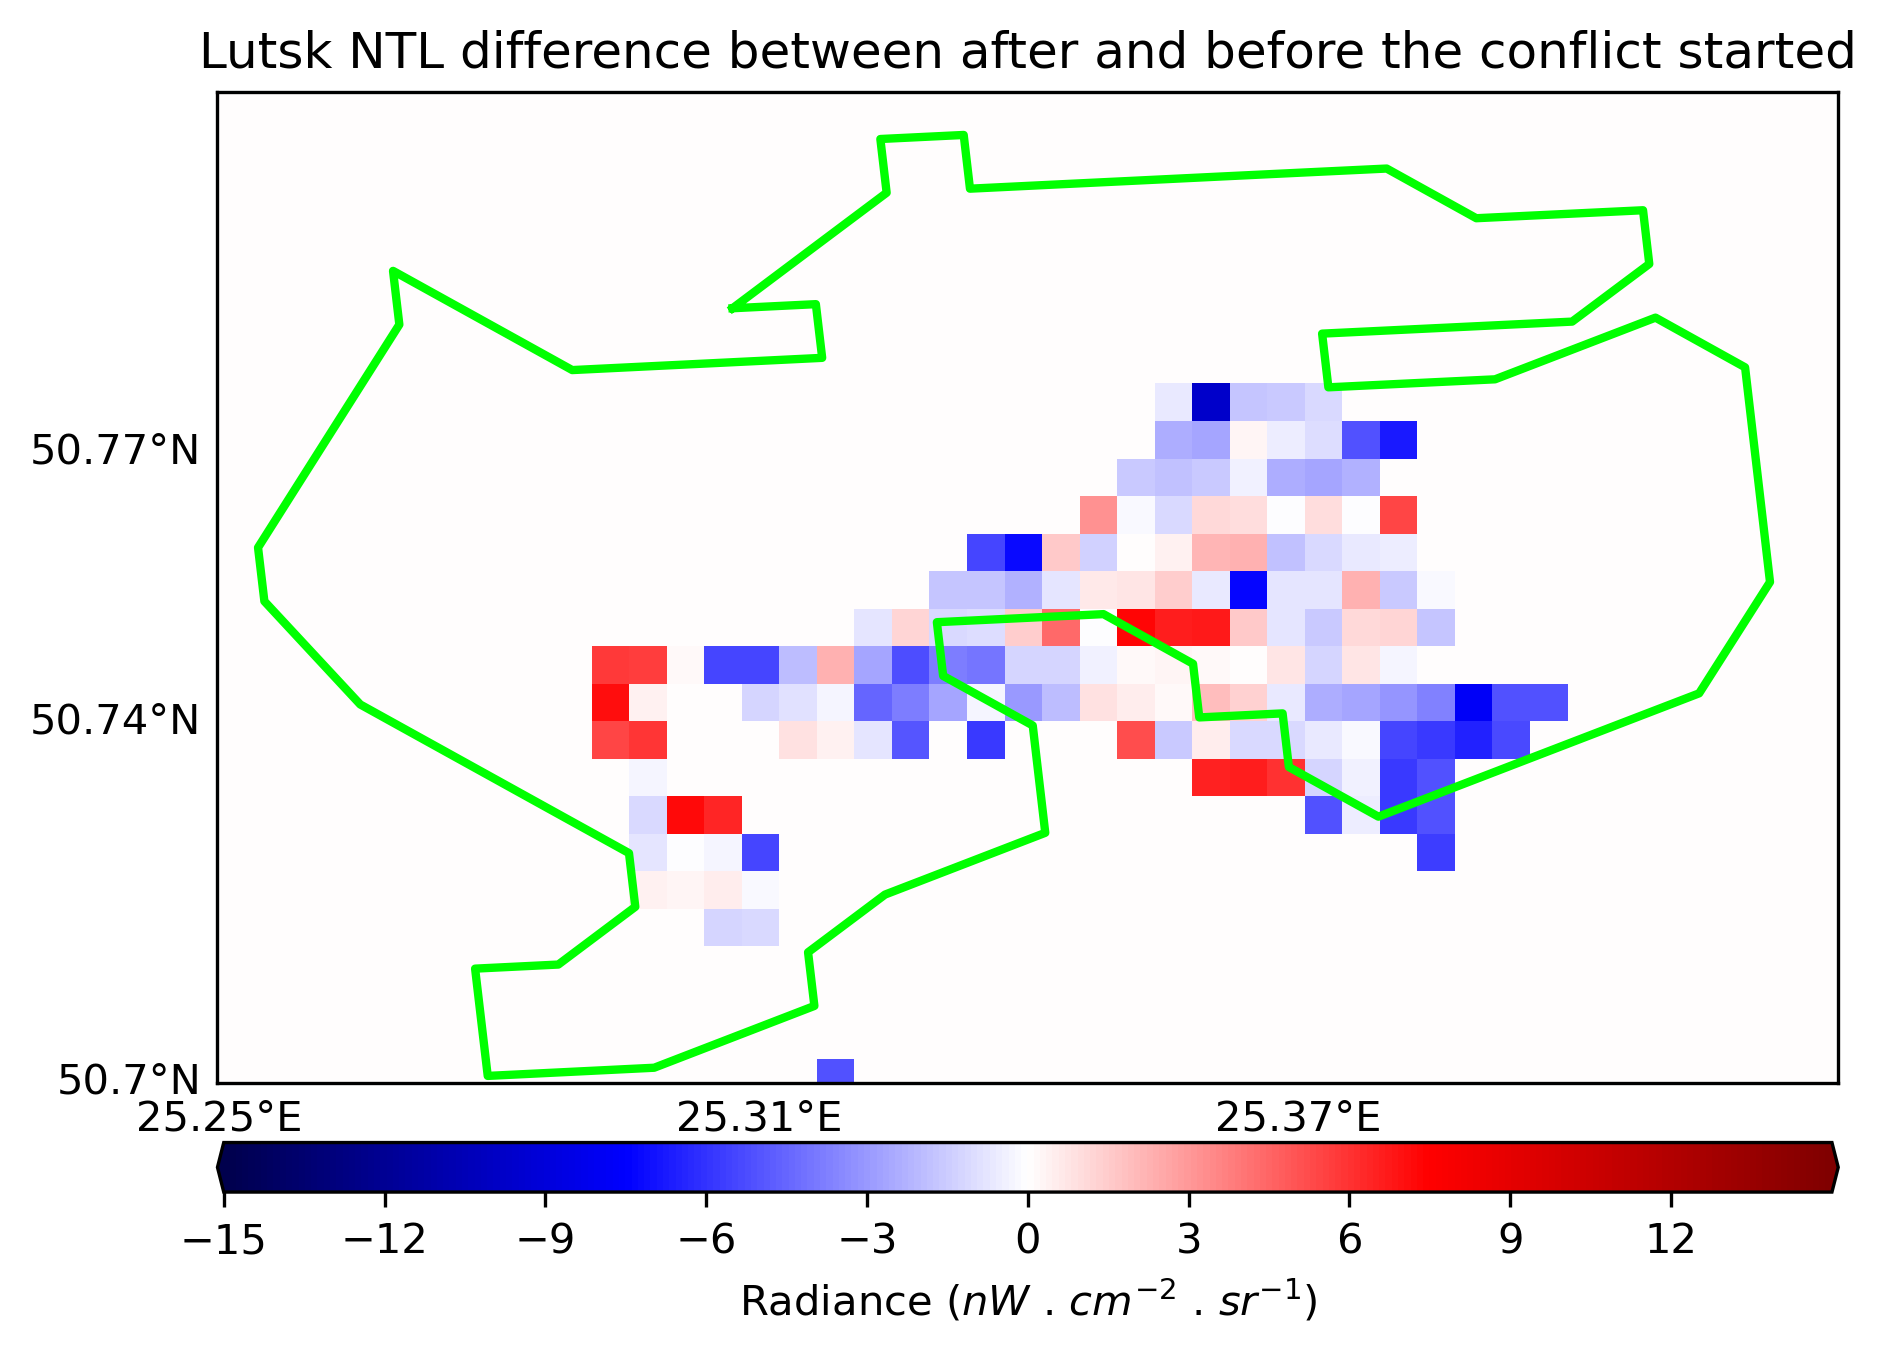 Lutsk NTL difference between after and before the conflict started
50.77°N
50.74°N
50.7°N
25.25°E 25.31°E 25.37°E
−15 −12 −9 −6 −3 0 3 6 9 12
Radiance (nW . cm⁻² . sr⁻¹)